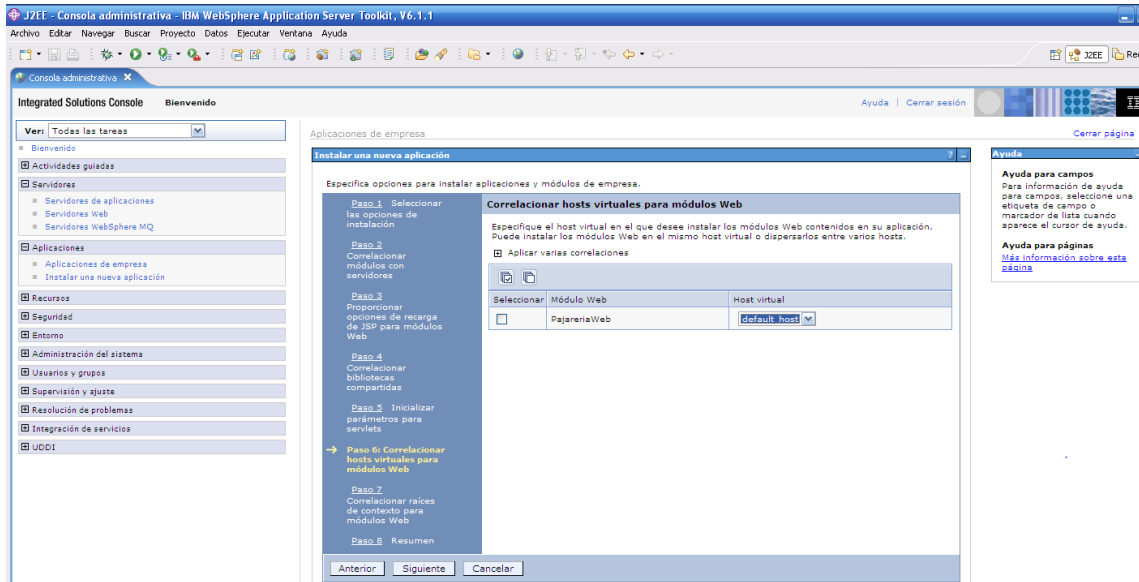 J2EE - Consola administrativa - IBM WebSphere Application Server Toolkit, V6.1.1
Archivo Editar Navegar Buscar Proyecto Datos Ejecutar Ventana Ayuda
J2EE
Consola administrativa
Integrated Solutions Console Bienvenido
Ayuda | Cerrar sesión
Ver: Todas las tareas
Bienvenido
Actividades guiadas
Servidores
Servidores de aplicaciones
Servidores Web
Servidores WebSphere MQ
Aplicaciones
Aplicaciones de empresa
Instalar una nueva aplicación
Recursos
Seguridad
Entorno
Administración del sistema
Usuarios y grupos
Supervisión y ajuste
Resolución de problemas
Integración de servicios
UDDI
Aplicaciones de empresa
Cerrar página
Instalar una nueva aplicación ? -
Especifica opciones para instalar aplicaciones y módulos de empresa.
Paso 1 Seleccionar
las opciones de
instalación
Paso 2
Correlacionar
módulos con
servidores
Paso 3
Proporcionar
opciones de recarga
de JSP para módulos
Web
Paso 4
Correlacionar
bibliotecas
compartidas
Paso 5 Inicializar
parámetros para
servlets
Paso 6: Correlacionar
hosts virtuales para
módulos Web
Paso 7
Correlacionar raíces
de contexto para
módulos Web
Paso 8 Resumen
Correlacionar hosts virtuales para módulos Web
Especifique el host virtual en el que desee instalar los módulos Web contenidos en su aplicación.
Puede instalar los módulos Web en el mismo host virtual o dispersarlos entre varios hosts.
Aplicar varias correlaciones
Seleccionar Módulo Web Host virtual
PajareriaWeb default_host
Anterior Siguiente Cancelar
Ayuda
Ayuda para campos
Para información de ayuda
para campos, seleccione una
etiqueta de campo o
marcador de lista cuando
aparece el cursor de ayuda.
Ayuda para páginas
Más información sobre esta
página